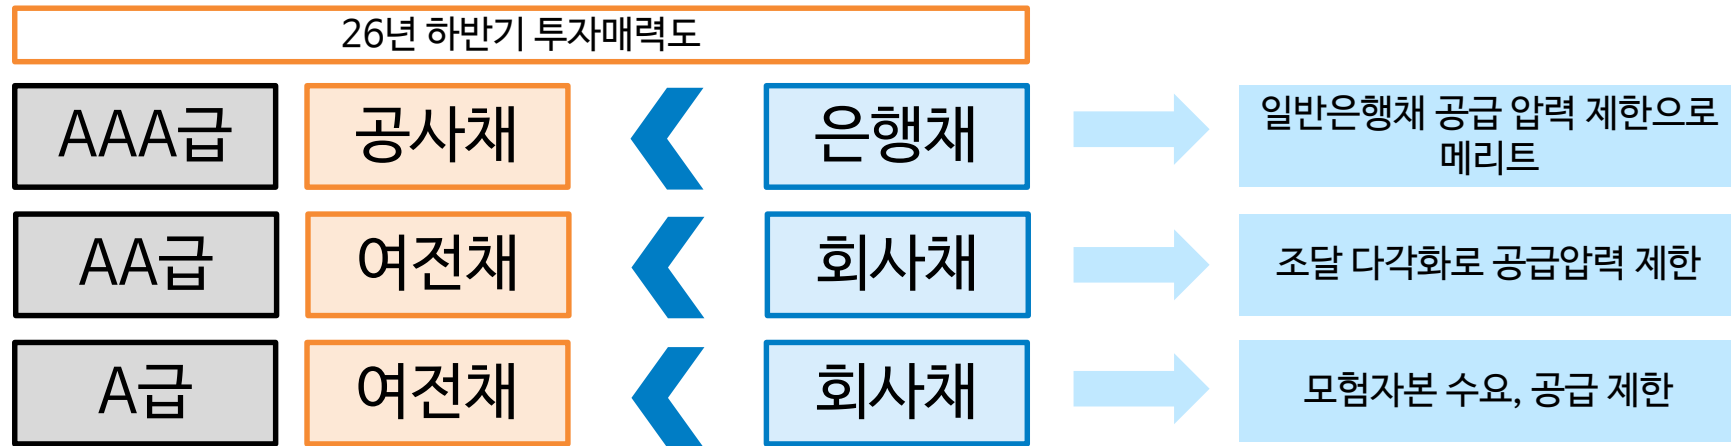 26년 하반기 투자매력도
AAA급 공사채 은행채 일반은행채 공급 압력 제한으로
메리트
AA급 여전채 회사채 조달 다각화로 공급압력 제한
A급 여전채 회사채 모험자본 수요, 공급 제한